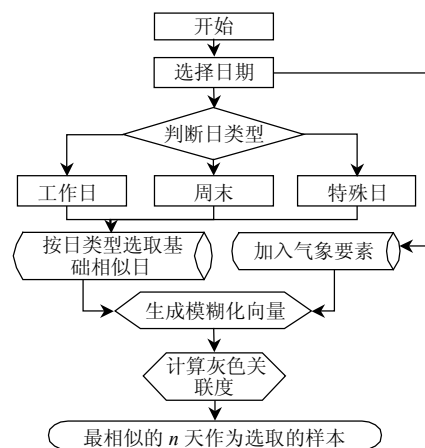 开始
选择日期
判断日类型
工作日
周末
特殊日
按日类型选取基
础相似日
加入气象要素
生成模糊化向量
计算灰色关
联度
最相似的 n 天作为选取的样本